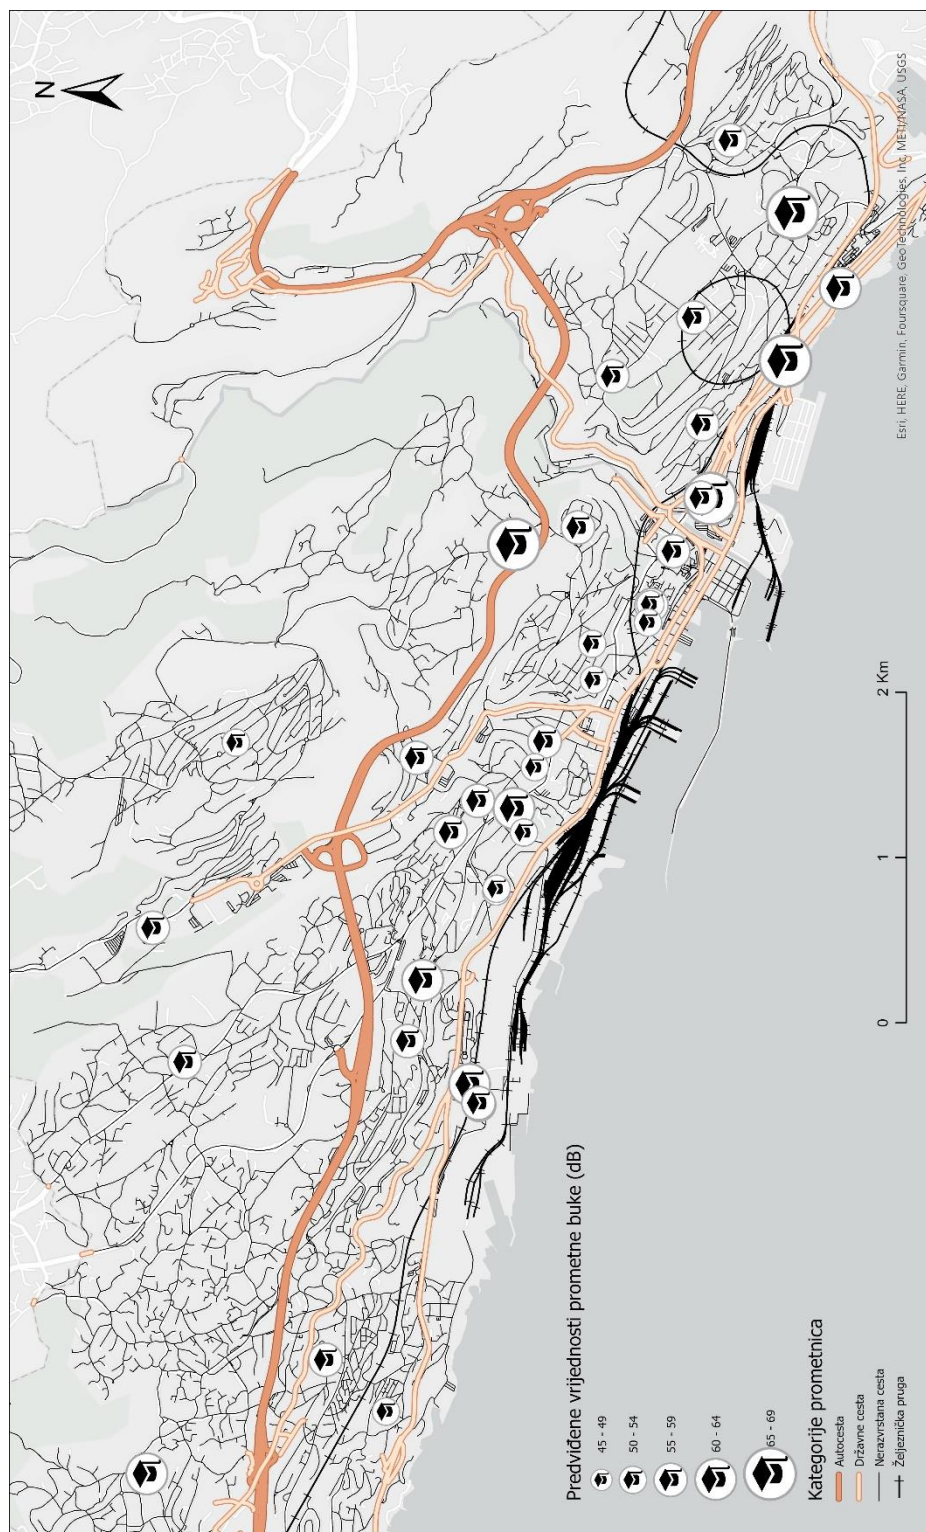 N
Predviđene vrijednosti prometne buke (dB)
45 - 49
50 - 54
55 - 59
60 - 64
65 - 69
Kategorije prometnica
Autocesta
Državne cesta
Nerazvrstana cesta
Željeznička pruga
0 1 2 Km
Esri, HERE, Garmin, Foursquare, GeoTechnologies, Inc, METI/NASA, USGS